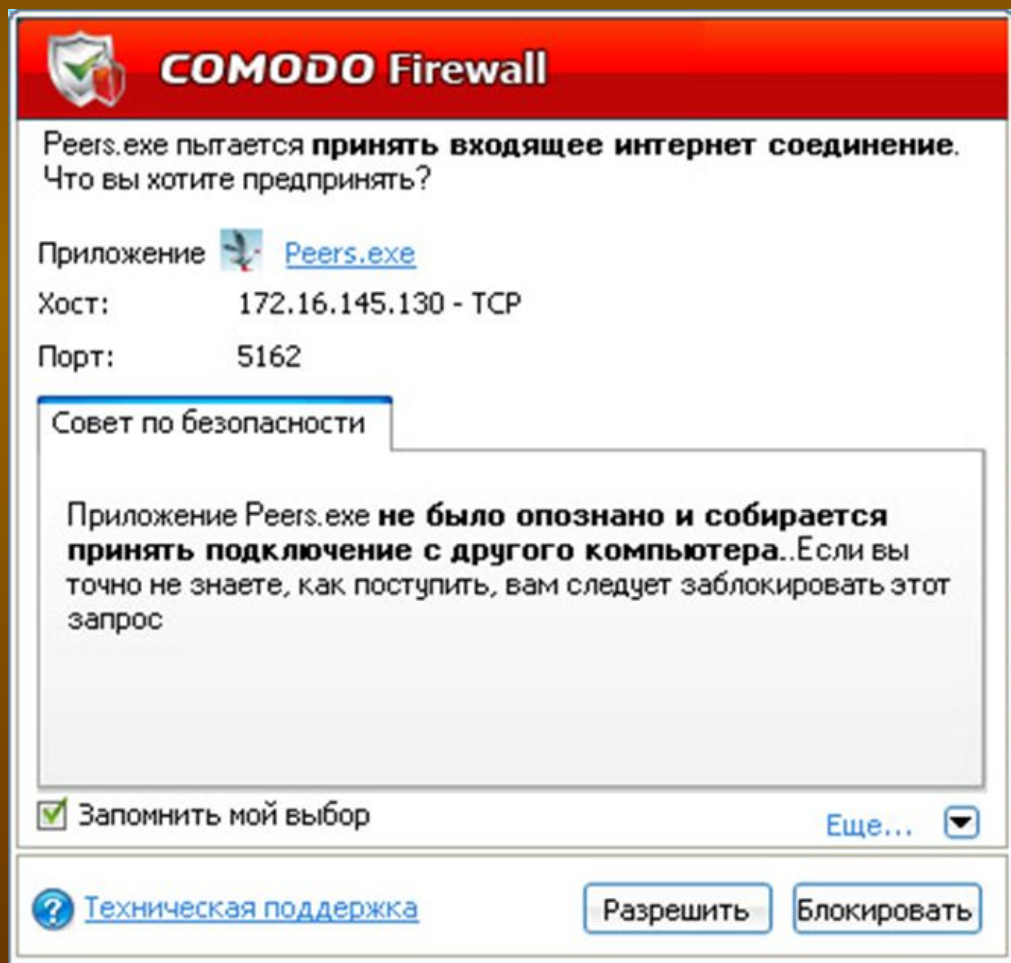 COMODO Firewall
Peers.exe пытается принять входящее интернет соединение.
Что вы хотите предпринять?
Приложение Peers.exe
Хост: 172.16.145.130 - TCP
Порт: 5162
Совет по безопасности
Приложение Peers.exe не было опознано и собирается
принять подключение с другого компьютера..Если вы
точно не знаете, как поступить, вам следует заблокировать этот
запрос
Запомнить мой выбор
Еще...
Техническая поддержка
Разрешить
Блокировать